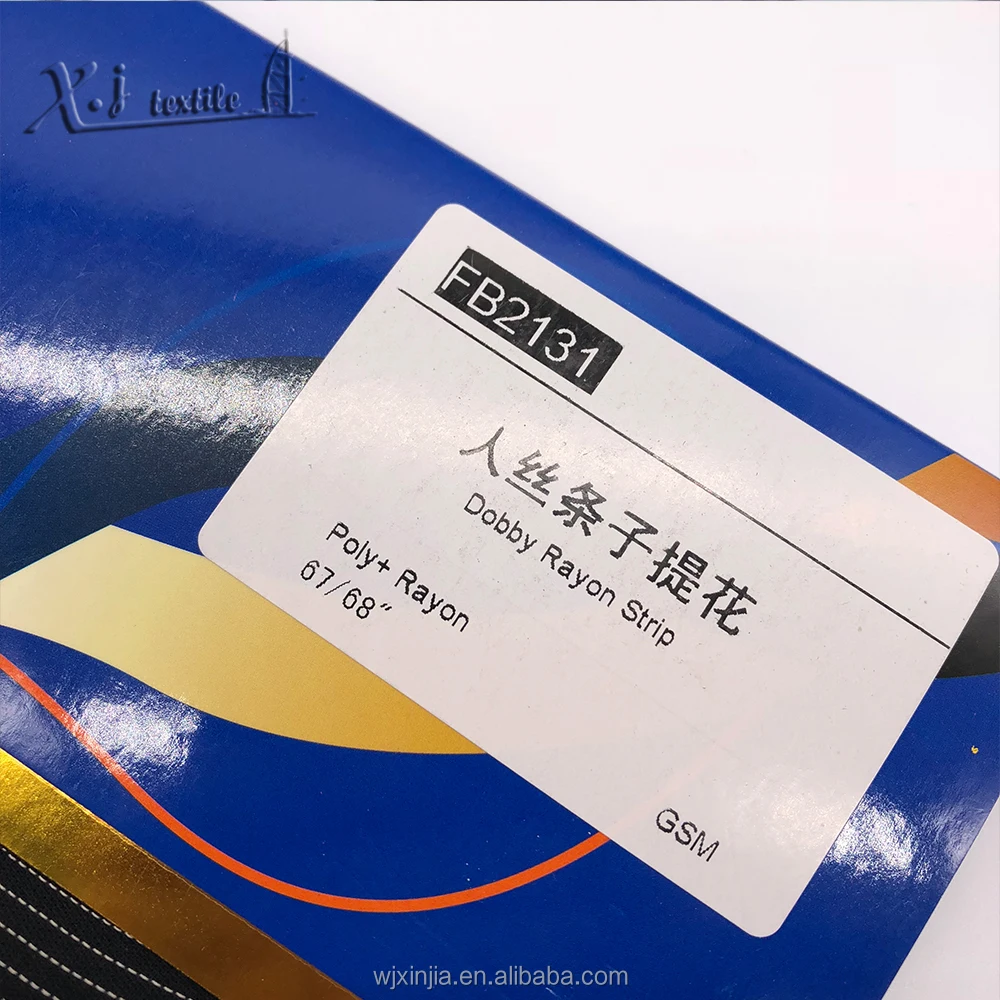 X.j textile
FB2131
人丝条子提花
Dobby Rayon Strip
Poly+ Rayon
67/68"
GSM
wjxinjia.en.alibaba.com